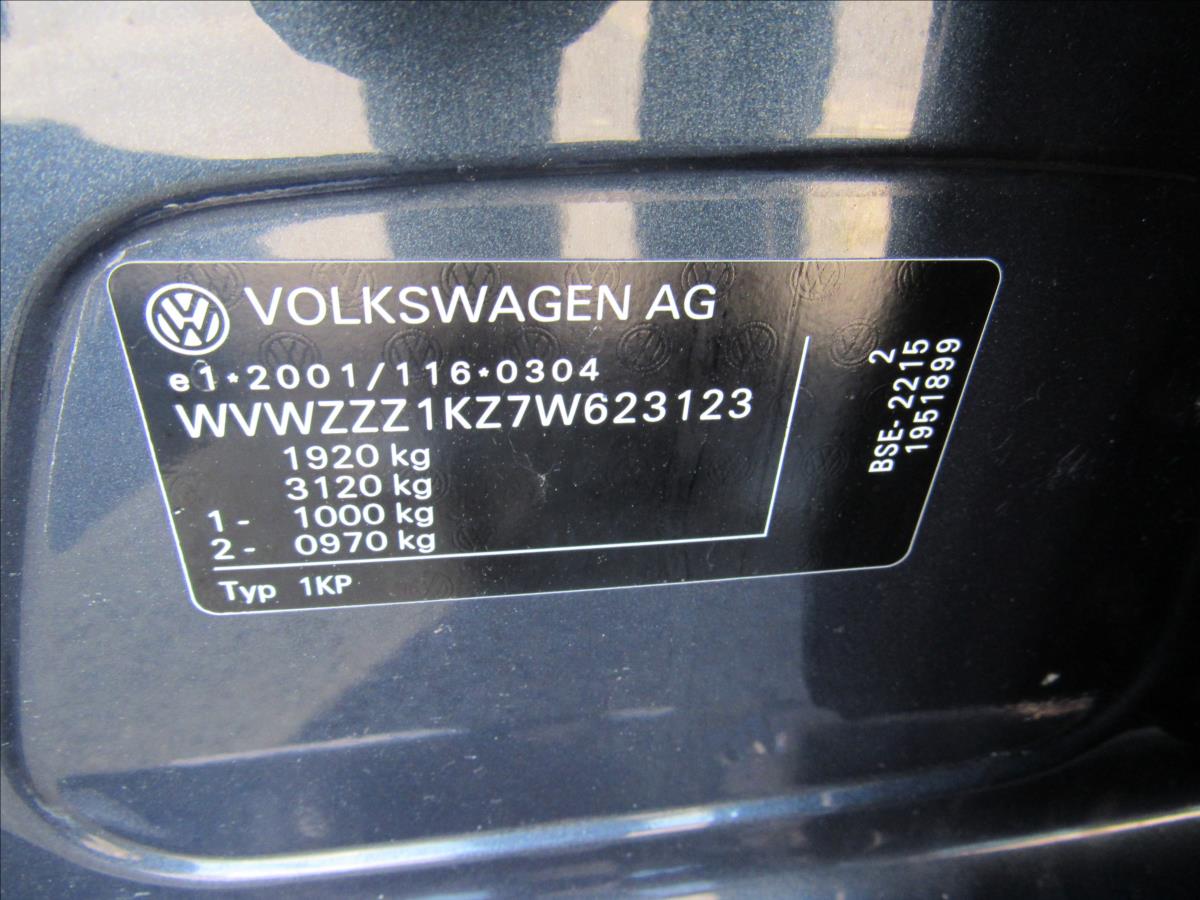 VOLKSWAGEN AG
e1*2001/116*0304
WVWZZZ1KZ7W623123
1920 kg
3120 kg
1- 1000 kg
2- 0970 kg
Typ 1KP
2
BSE-2215
1951899